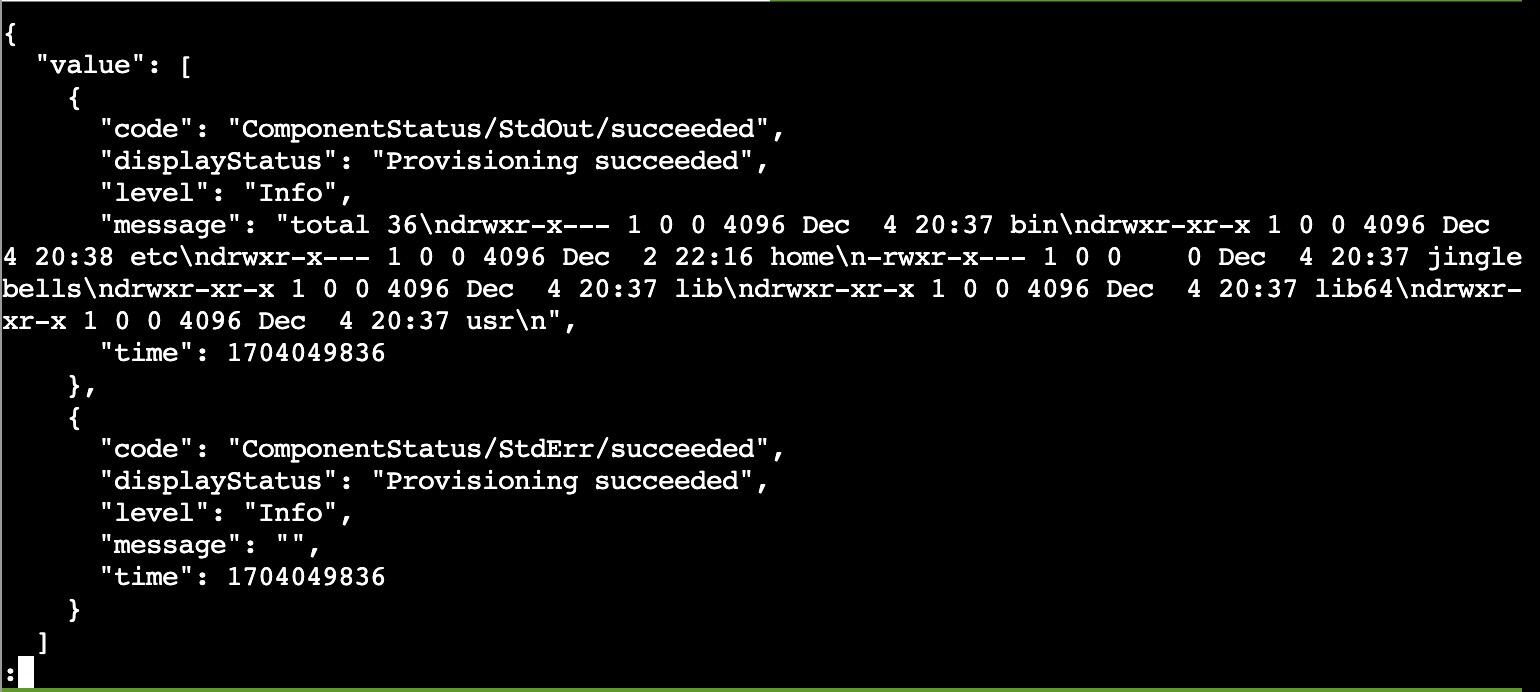 {
  "value": [
    {
      "code": "ComponentStatus/StdOut/succeeded",
      "displayStatus": "Provisioning succeeded",
      "level": "Info",
      "message": "total 36\ndrwxr-x--- 1 0 0 4096 Dec  4 20:37 bin\ndrwxr-xr-x 1 0 0 4096 Dec
4 20:38 etc\ndrwxr-x--- 1 0 0 4096 Dec  2 22:16 home\n-rwxr-x--- 1 0 0    0 Dec  4 20:37 jingle
bells\ndrwxr-xr-x 1 0 0 4096 Dec  4 20:37 lib\ndrwxr-xr-x 1 0 0 4096 Dec  4 20:37 lib64\ndrwxr-
xr-x 1 0 0 4096 Dec  4 20:37 usr\n",
      "time": 1704049836
    },
    {
      "code": "ComponentStatus/StdErr/succeeded",
      "displayStatus": "Provisioning succeeded",
      "level": "Info",
      "message": "",
      "time": 1704049836
    }
  ]
: